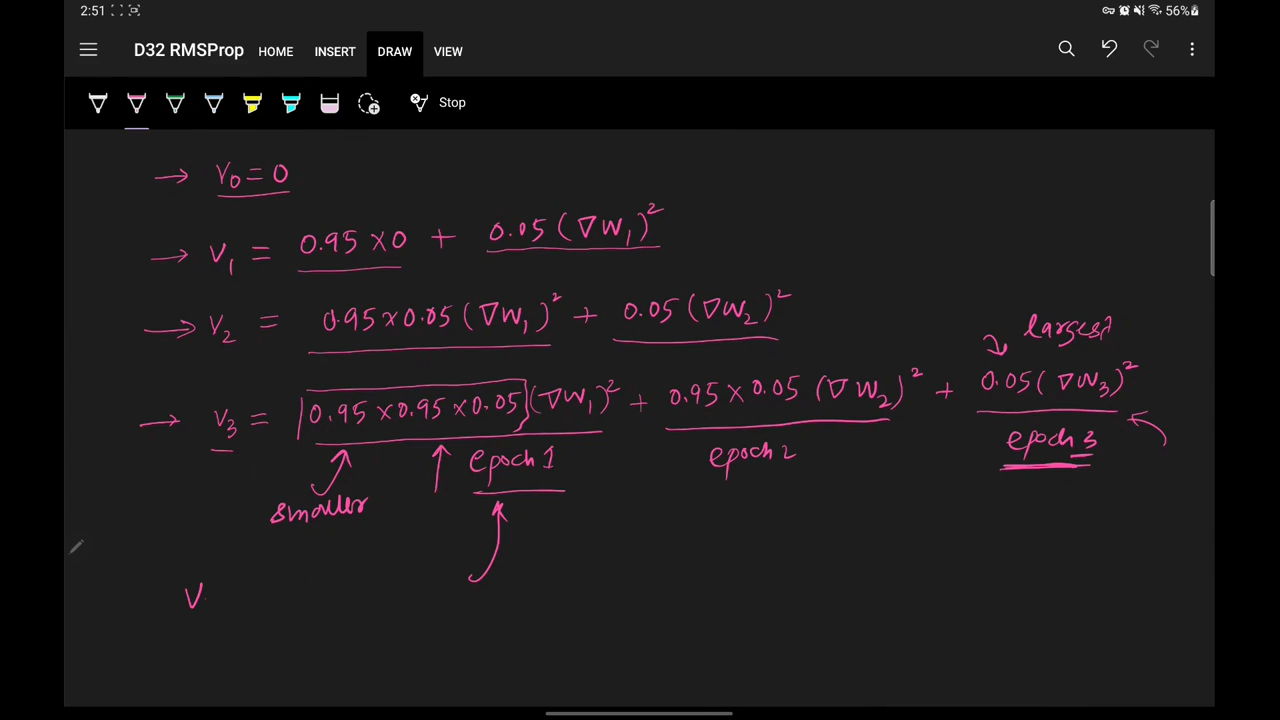 2:51 56%
D32 RMSProp HOME INSERT DRAW VIEW
Stop
→ V₀ = 0
→ V₁ = 0.95 × 0 + 0.05 (∇W₁)²
→ V₂ = 0.95 × 0.05 (∇W₁)² + 0.05 (∇W₂)²
largest
→ V₃ = 0.95 × 0.95 × 0.05 (∇W₁)² + 0.95 × 0.05 (∇W₂)² + 0.05 (∇W₃)²
epoch 1 epoch 2 epoch 3
smaller
V